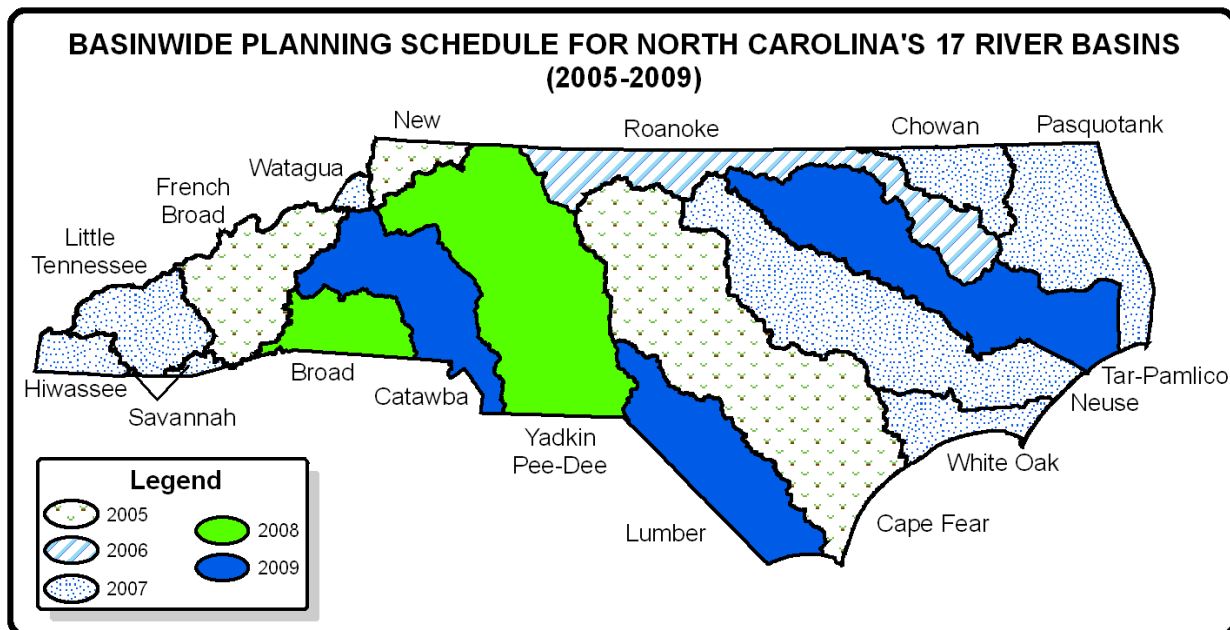 BASINWIDE PLANNING SCHEDULE FOR NORTH CAROLINA'S 17 RIVER BASINS
(2005-2009)
New
Roanoke
Chowan
Pasquotank
Watagua
French
Broad
Little
Tennessee
Hiwassee
Savannah
Broad
Catawba
Yadkin
Pee-Dee
Lumber
Cape Fear
White Oak
Neuse
Tar-Pamlico
Legend
2005
2006
2007
2008
2009